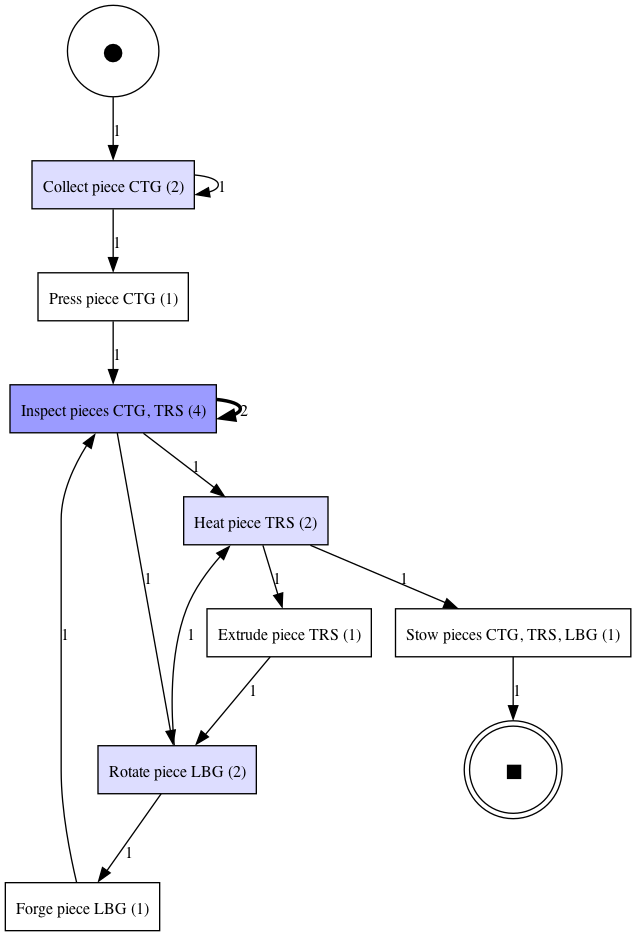 1
Collect piece CTG (2)
1
1
Press piece CTG (1)
1
Inspect pieces CTG, TRS (4)
2
1
Heat piece TRS (2)
1
1
1
1
1
Extrude piece TRS (1)
Stow pieces CTG, TRS, LBG (1)
1
1
Rotate piece LBG (2)
1
Forge piece LBG (1)